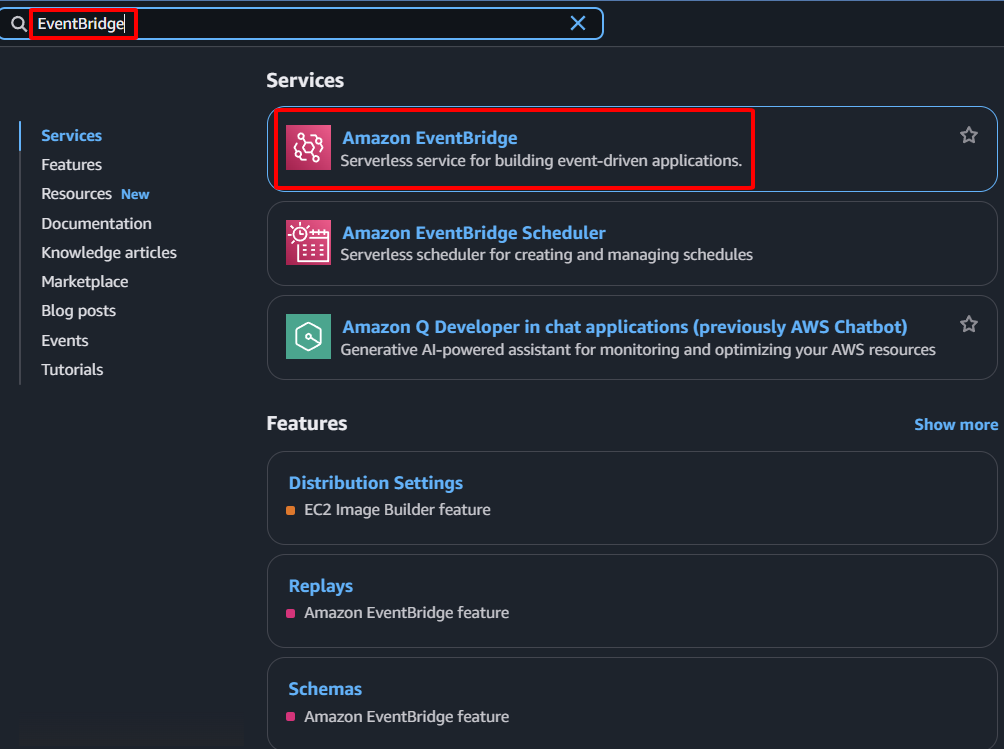 EventBridge
Services
Features
Resources New
Documentation
Knowledge articles
Marketplace
Blog posts
Events
Tutorials
Services
Amazon EventBridge
Serverless service for building event-driven applications.
Amazon EventBridge Scheduler
Serverless scheduler for creating and managing schedules
Amazon Q Developer in chat applications (previously AWS Chatbot)
Generative AI-powered assistant for monitoring and optimizing your AWS resources
Features
Show more
Distribution Settings
EC2 Image Builder feature
Replays
Amazon EventBridge feature
Schemas
Amazon EventBridge feature